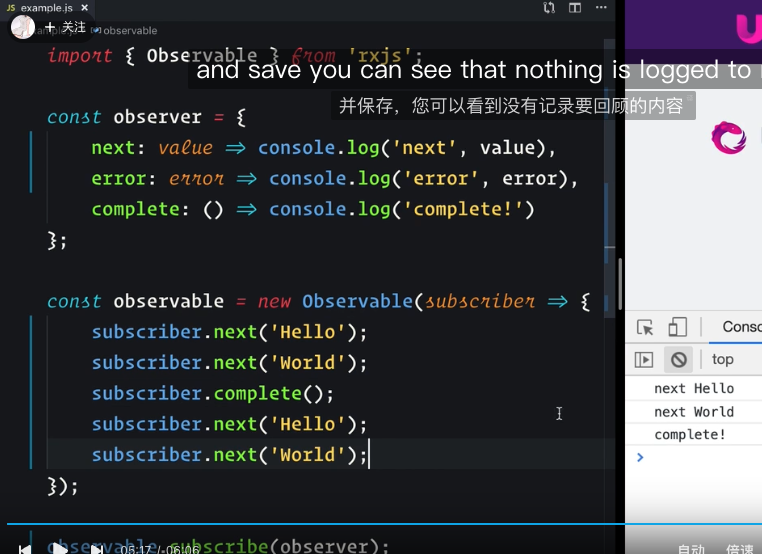 JS example.js ×
+ 关注
example.js observable
import { Observable } from 'rxjs';
and save you can see that nothing is logged to
并保存，您可以看到没有记录要回顾的内容
const observer = {
next: value => console.log('next', value),
error: error => console.log('error', error),
complete: () => console.log('complete!')
};
const observable = new Observable(subscriber => {
subscriber.next('Hello');
subscriber.next('World');
subscriber.complete();
subscriber.next('Hello');
subscriber.next('World');
});
observable.subscribe(observer);
05:17 / 06:06
自动 倍速
top
next Hello
next World
complete!
>